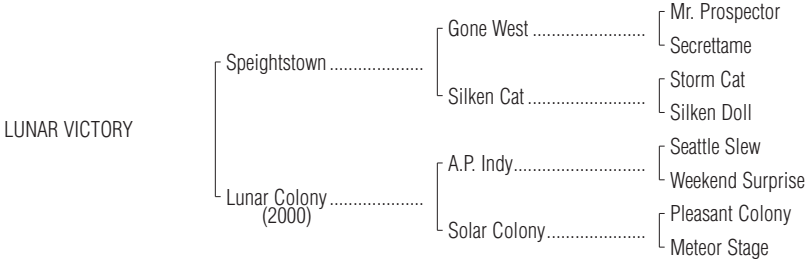 Mr. Prospector
Gone West ........................
Secrettame
Speightstown ....................
Storm Cat
Silken Cat ........................
Silken Doll
LUNAR VICTORY
Seattle Slew
A.P. Indy...........................
Weekend Surprise
Lunar Colony ....................
(2000)
Pleasant Colony
Solar Colony.....................
Meteor Stage